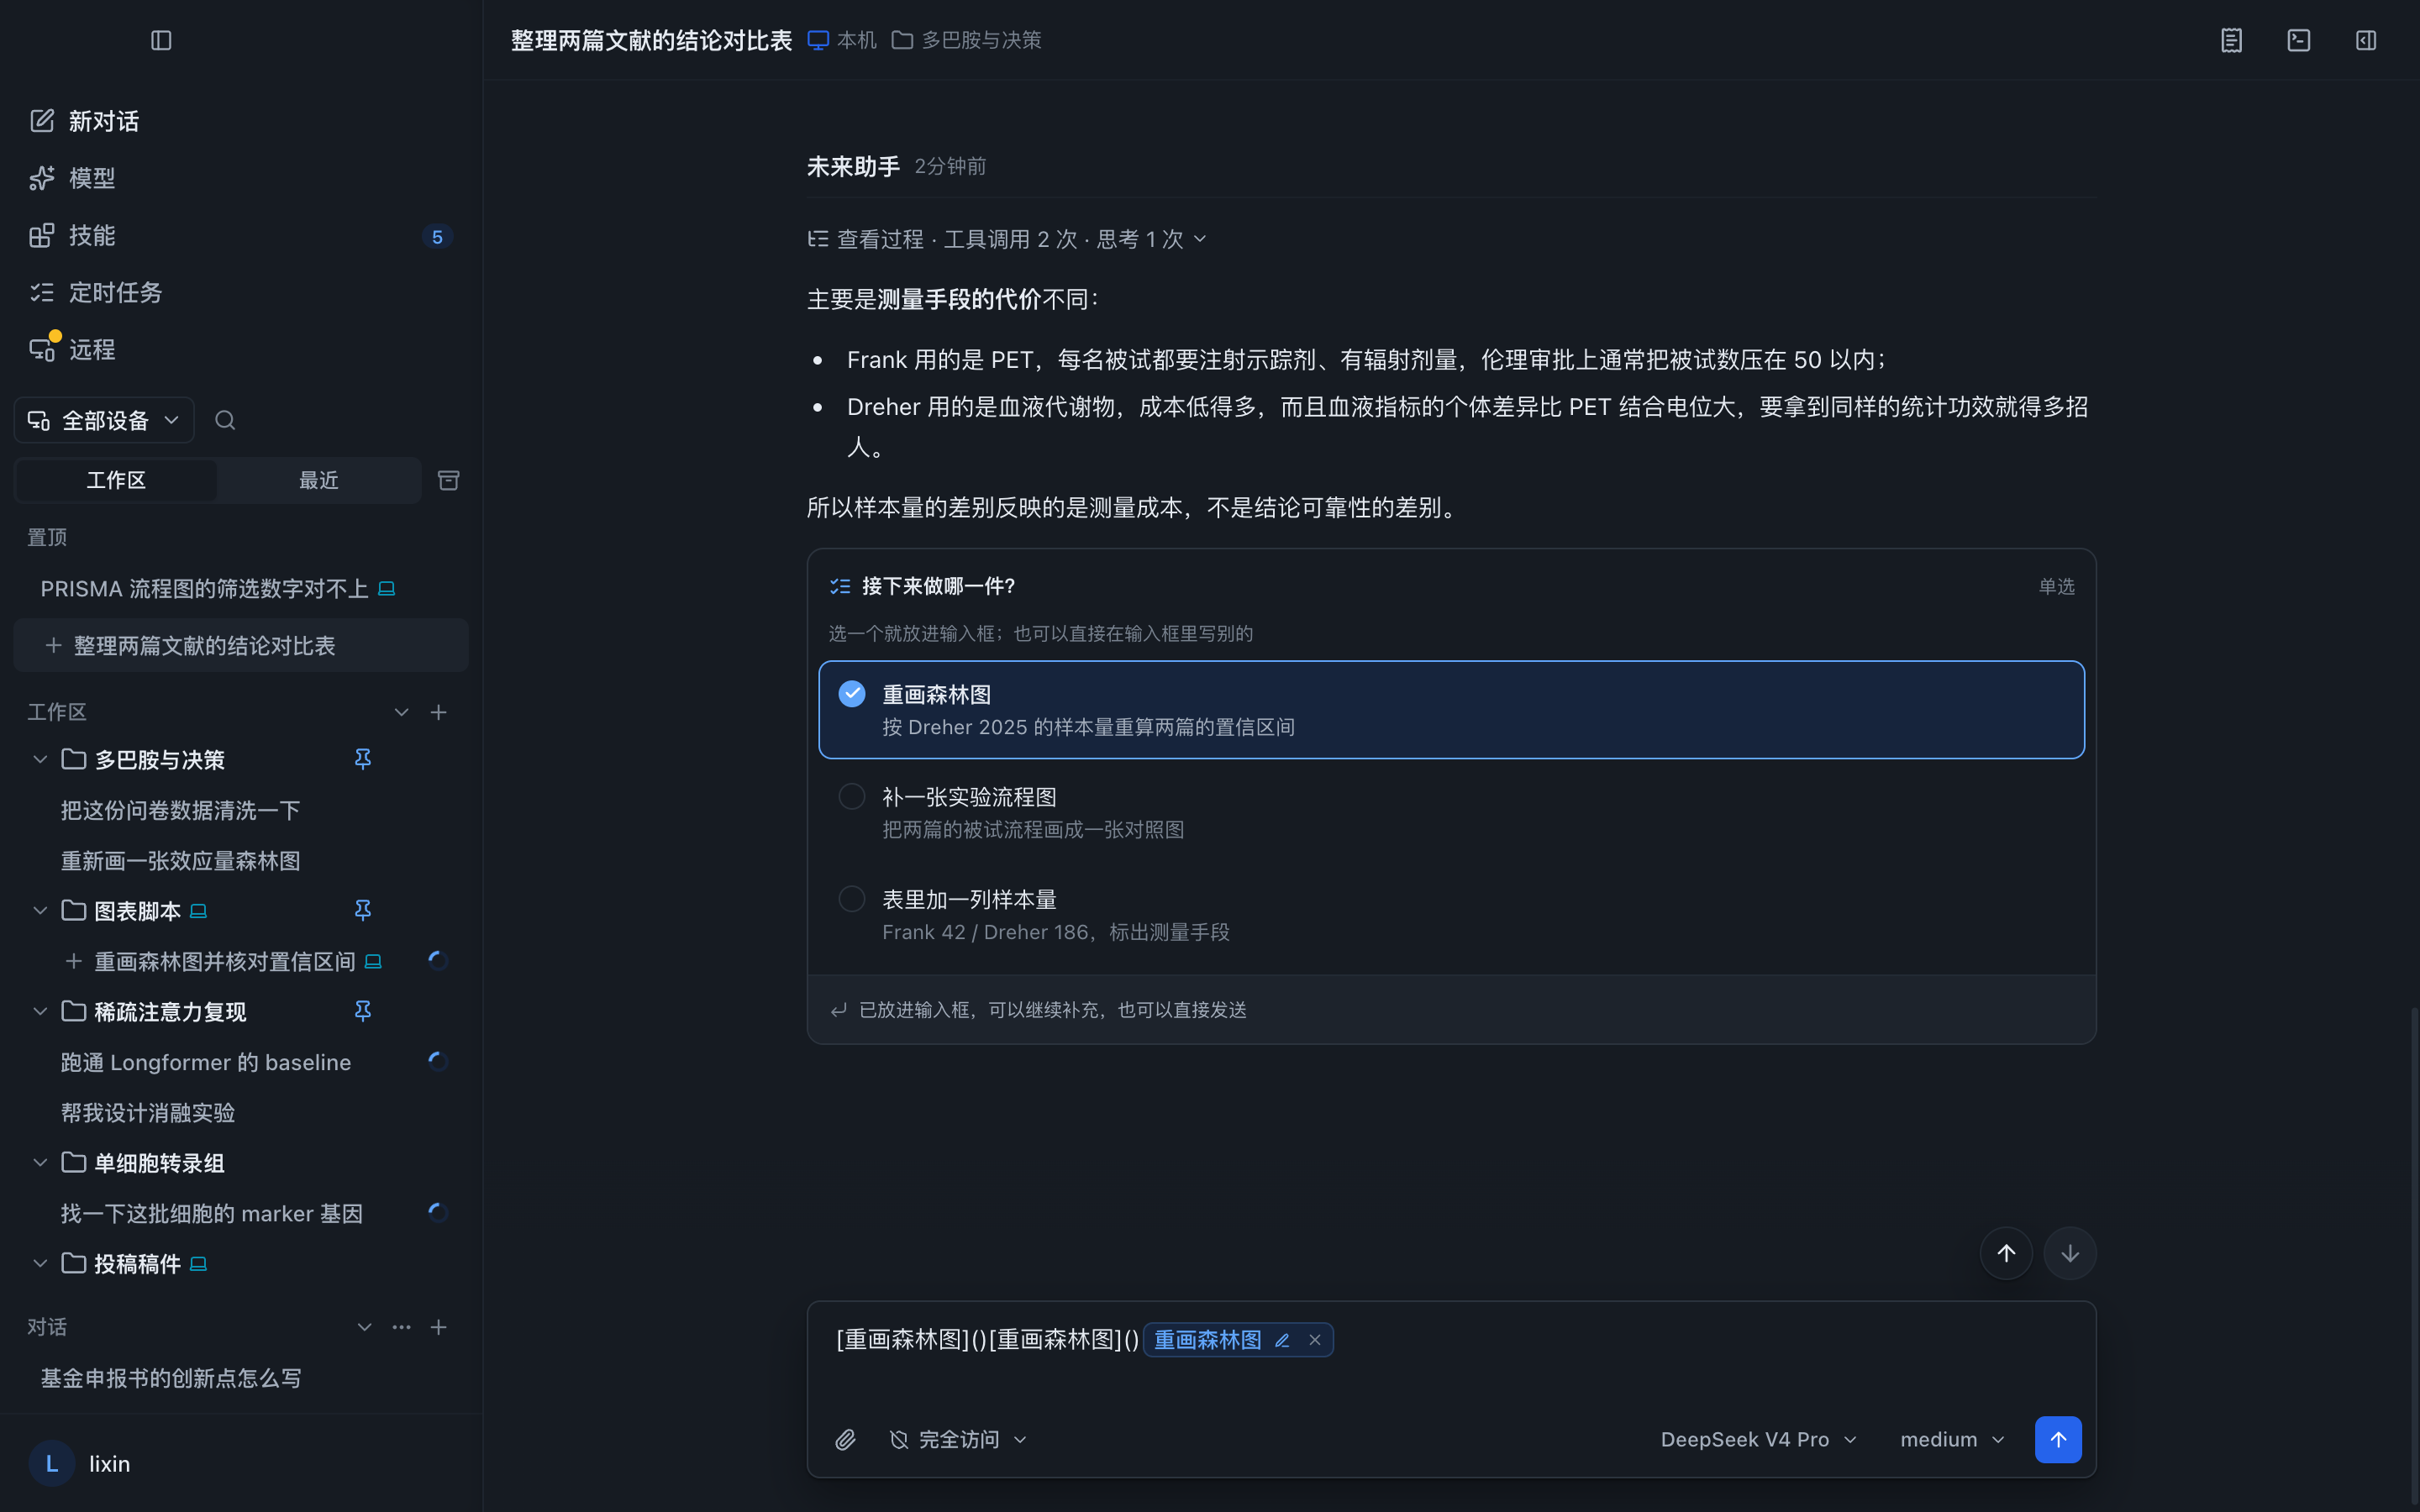 新对话
模型
技能
5
定时任务
远程
全部设备
工作区
最近
置顶
PRISMA 流程图的筛选数字对不上
整理两篇文献的结论对比表
工作区
多巴胺与决策
把这份问卷数据清洗一下
重新画一张效应量森林图
图表脚本
重画森林图并核对置信区间
稀疏注意力复现
跑通 Longformer 的 baseline
帮我设计消融实验
单细胞转录组
找一下这批细胞的 marker 基因
投稿稿件
对话
基金申报书的创新点怎么写
L
lixin
整理两篇文献的结论对比表 本机 多巴胺与决策
未来助手 2分钟前
查看过程 · 工具调用 2 次 · 思考 1 次
主要是测量手段的代价不同：
• Frank 用的是 PET，每名被试都要注射示踪剂、有辐射剂量，伦理审批上通常把被试数压在 50 以内；
• Dreher 用的是血液代谢物，成本低得多，而且血液指标的个体差异比 PET 结合电位大，要拿到同样的统计功效就得多招
人。
所以样本量的差别反映的是测量成本，不是结论可靠性的差别。
接下来做哪一件？
单选
选一个就放进输入框；也可以直接在输入框里写别的
重画森林图
按 Dreher 2025 的样本量重算两篇的置信区间
补一张实验流程图
把两篇的被试流程画成一张对照图
表里加一列样本量
Frank 42 / Dreher 186，标出测量手段
已放进输入框，可以继续补充，也可以直接发送
[重画森林图]()[重画森林图]() 重画森林图
完全访问
DeepSeek V4 Pro
medium